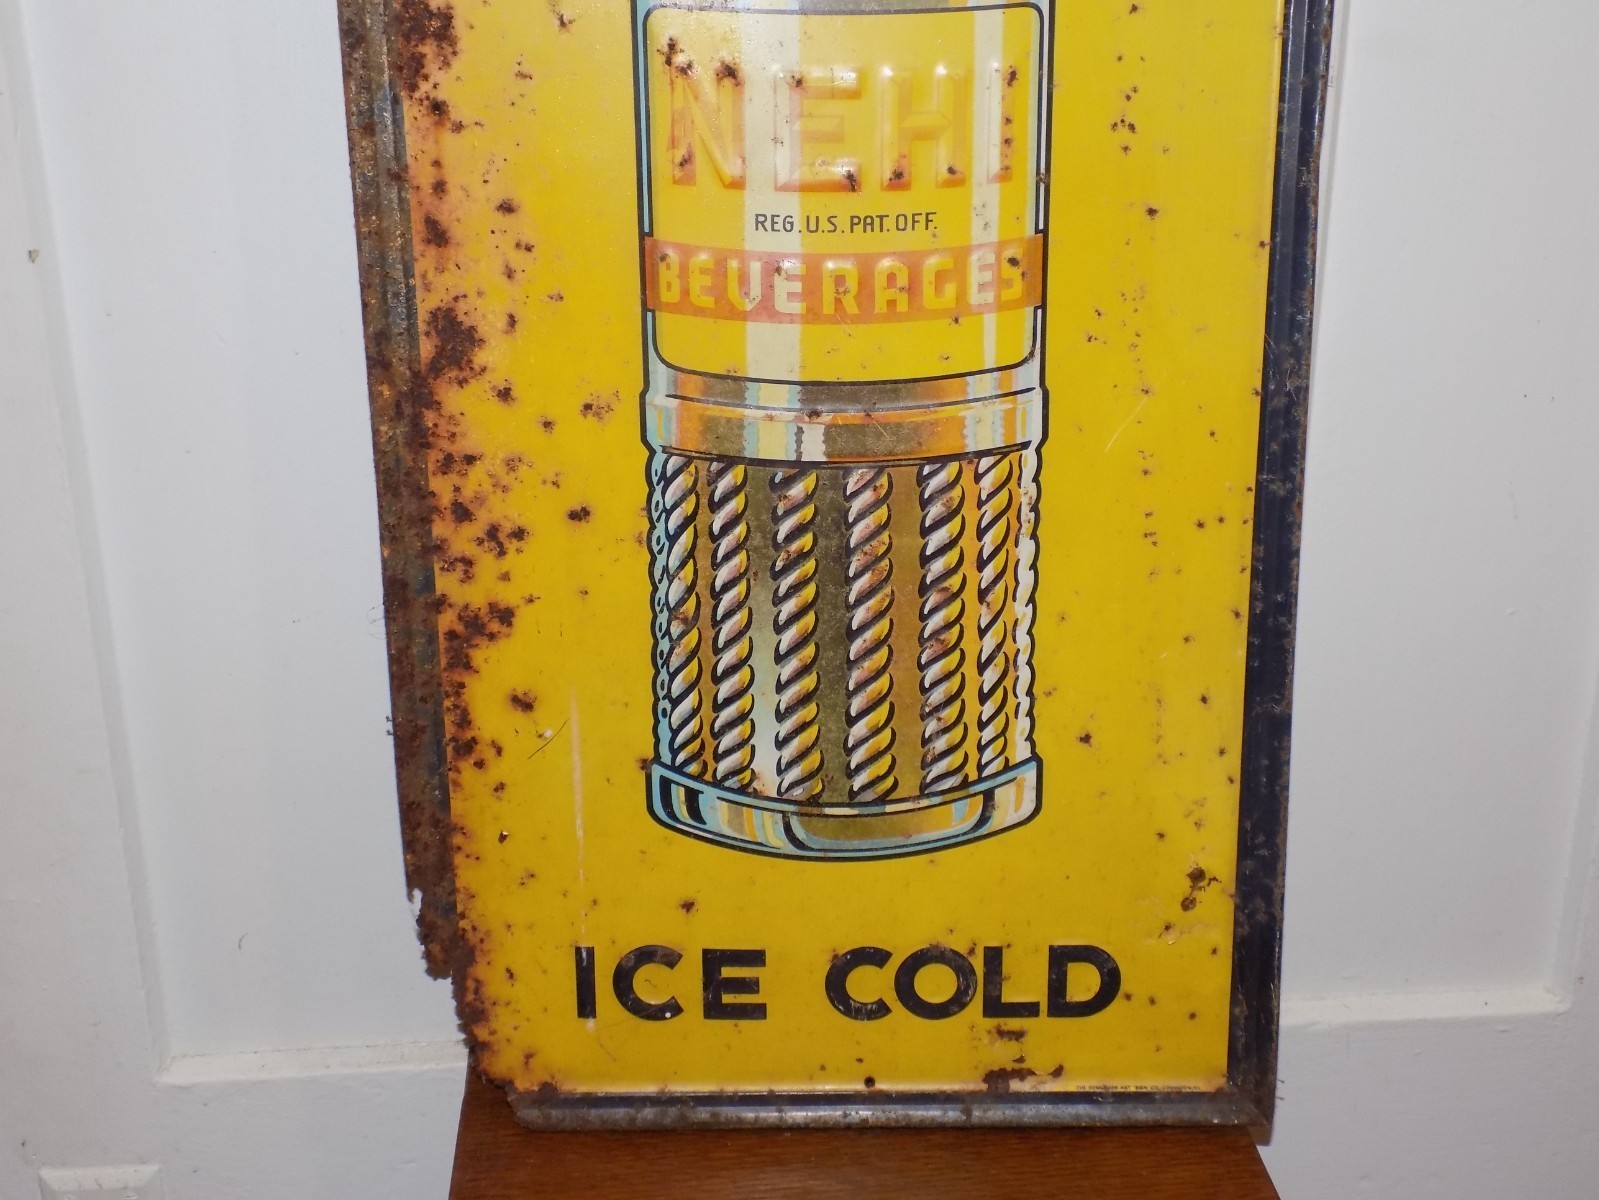 NEHI
REG. U.S. PAT. OFF.
BEVERAGES
ICE COLD